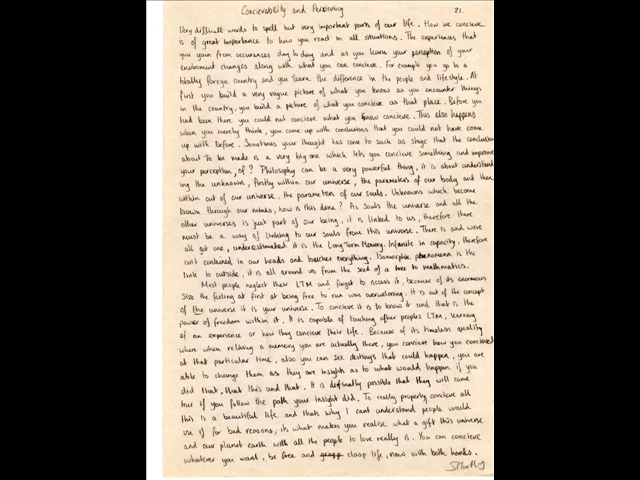 Concievability and Percieving 21.
Very difficult words to spell but very important parts of our life. How we concieve
is of great importance to how you react in all situations. The experiences that
you gain from occurences day to day and as you learn your perception of your
enviroment changes along with what you can concieve. For example you go to a
totally foreign country and you learn the difference in the people and lifestyle. At
first you build a very vague picture of what you know as you encounter things
in the country, you build a picture of what you concieve as that place. Before you
had been there you could not concieve what you know concieve. This also happens
when you merely think, you come up with conclusions that you could not have come
up with before. Sometimes your thought has come to such as stage that the conclusion
about to be made is a very big one which lets you concieve something and improve
your perception, of? Philosophy can be a very powerful thing, it is about understand
ing the unknown, firstly within our universe, the parameters of our body and then
within out of our universe, the parameters of our souls. Unknowns which become
known through our minds, how is this done? As souls the universe and all the
other universes is just part of our being, it is linked to us, therefore there
must be a way of linking to our souls from this universe. There is and weve
all got one, underestimated it is the Long Term Memory. Infinite in capacity, therefore
isnt contained in our heads and touches everything. Isomorphic phenomenn is the
link to outside, it is all around us from the seed of a tree to mathematics.
Most people neglect their LTM and forget to access it, because of its enormous
size the feeling at first at being free to run was overwhelming. It is out of the concept
of the universe it is your universe. To concieve it is to know it and that is the
power of freedom within it. It is capable of touching other peoples LTM, learning
of an experience or how they concieve their life. Because of its timeless quality
where when reliving a memory you are actually there, you concieve how you concieved
at that particular time, also you can see destinys that could happen, you are
able to change them as they are insights as to what would happen if you
did that, that this and that. It is definatly possible that they will come
true if you follow the path your insight did. To really properly concieve all
this is a beautiful life and thats why I cant understand people would
use it for bad reasons, its what makes you realise what a gift this universe
and our planet earth with all the people to love really is. You can concieve
whatever you want, be free and grasp clasp life, now with both hands.